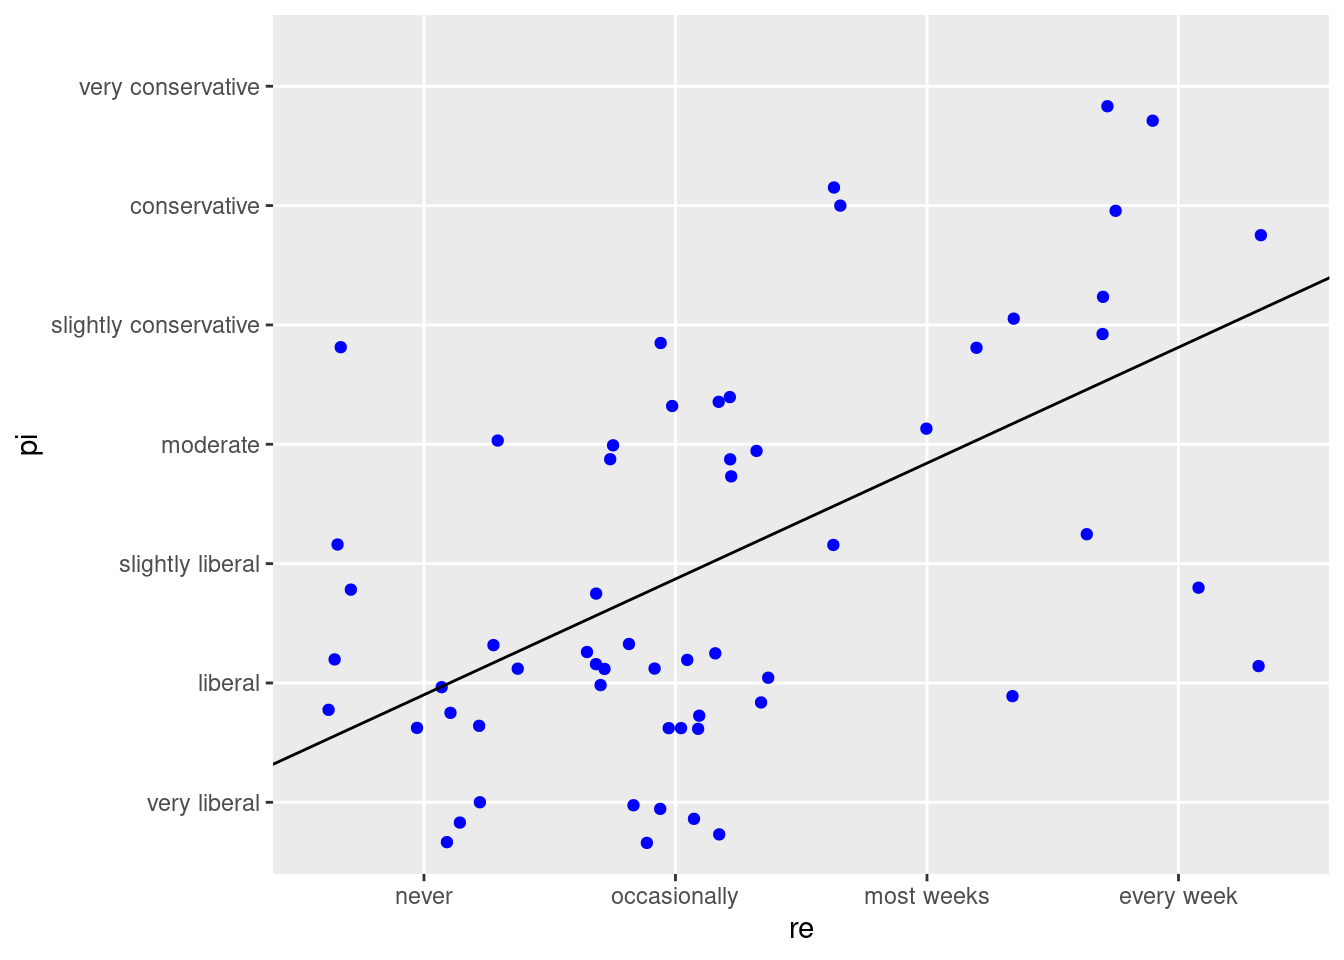 very conservative
conservative
slightly conservative
moderate
slightly liberal
liberal
very liberal
pi
never
occasionally
most weeks
every week
re